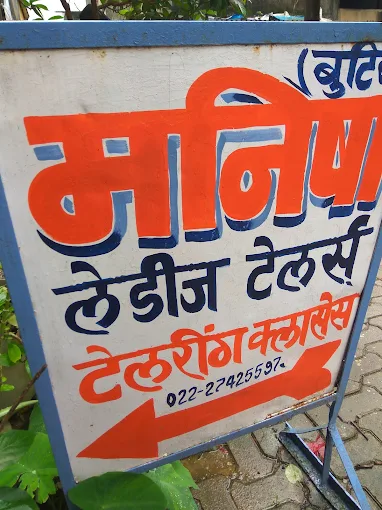 मनिषा
लेडीज टेलर्स
टेलरींग क्लासेस
022-27425597